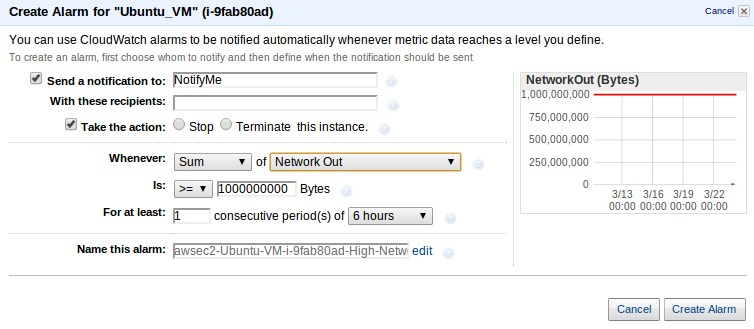 Create Alarm for "Ubuntu_VM" (i-9fab80ad)
Cancel
You can use CloudWatch alarms to be notified automatically whenever metric data reaches a level you define.
To create an alarm, first choose whom to notify and then define when the notification should be sent
Send a notification to: NotifyMe ?
With these recipients: ?
Take the action: Stop Terminate this instance. ?
Whenever: Sum of Network Out ?
Is: >= 1000000000 Bytes ?
For at least: 1 consecutive period(s) of 6 hours ?
Name this alarm: awsec2-Ubuntu-VM-i-9fab80ad-High-Netw edit ?
NetworkOut (Bytes)
1,000,000,000
750,000,000
500,000,000
250,000,000
0
3/13 3/16 3/19 3/22
00:00 00:00 00:00 00:00
Cancel Create Alarm